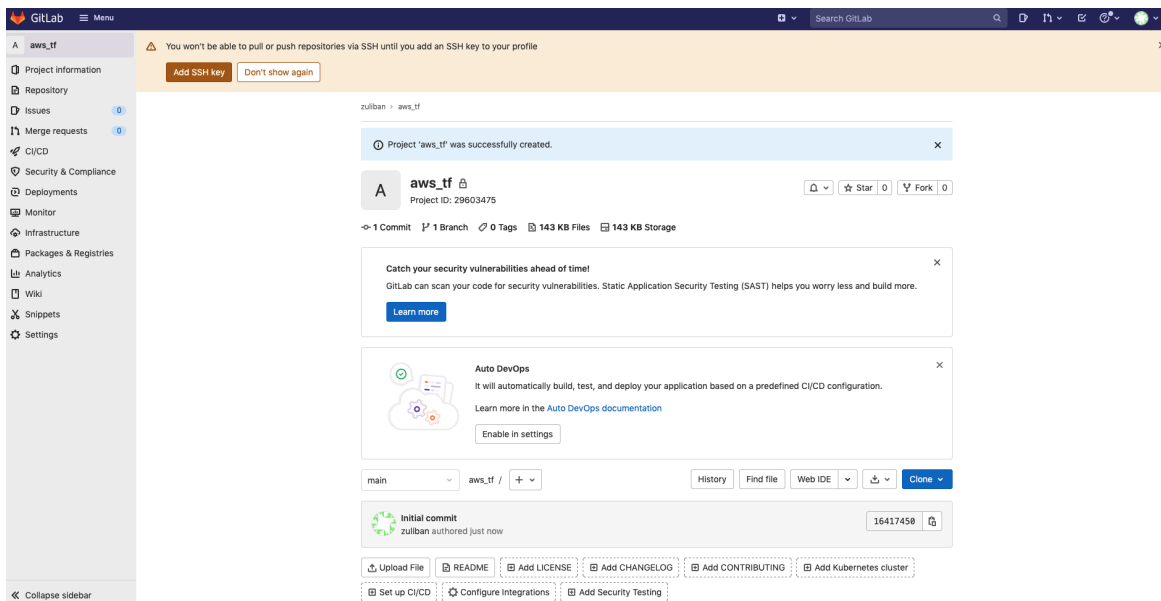 GitLab Menu Search GitLab
A aws_tf
Project information
Repository
Issues 0
Merge requests 0
CI/CD
Security & Compliance
Deployments
Monitor
Infrastructure
Packages & Registries
Analytics
Wiki
Snippets
Settings
Collapse sidebar
You won't be able to pull or push repositories via SSH until you add an SSH key to your profile
Add SSH key Don't show again
zuliban › aws_tf
Project 'aws_tf' was successfully created.
A
aws_tf
Project ID: 29603475
Star 0 Fork 0
1 Commit 1 Branch 0 Tags 143 KB Files 143 KB Storage
Catch your security vulnerabilities ahead of time!
GitLab can scan your code for security vulnerabilities. Static Application Security Testing (SAST) helps you worry less and build more.
Learn more
Auto DevOps
It will automatically build, test, and deploy your application based on a predefined CI/CD configuration.
Learn more in the Auto DevOps documentation
Enable in settings
main aws_tf / + History Find file Web IDE Clone
Initial commit
zuliban authored just now
16417450
Upload File README Add LICENSE Add CHANGELOG Add CONTRIBUTING Add Kubernetes cluster
Set up CI/CD Configure Integrations Add Security Testing